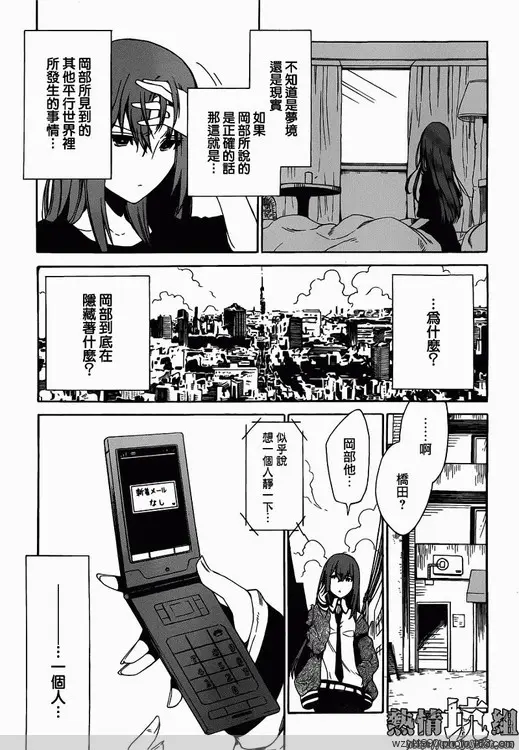 不知道是夢境
還是現實
如果
岡部所說的
是正確的話
那這就是…
岡部所見到的
其他平行世界裡
所發生的事情…
…為什麼？
岡部到底在
隱藏著什麼？
……啊
橋田？
岡部他…
似乎說
想一個人靜一下…
新着メール
なし
———…一個人…
熱情坑組